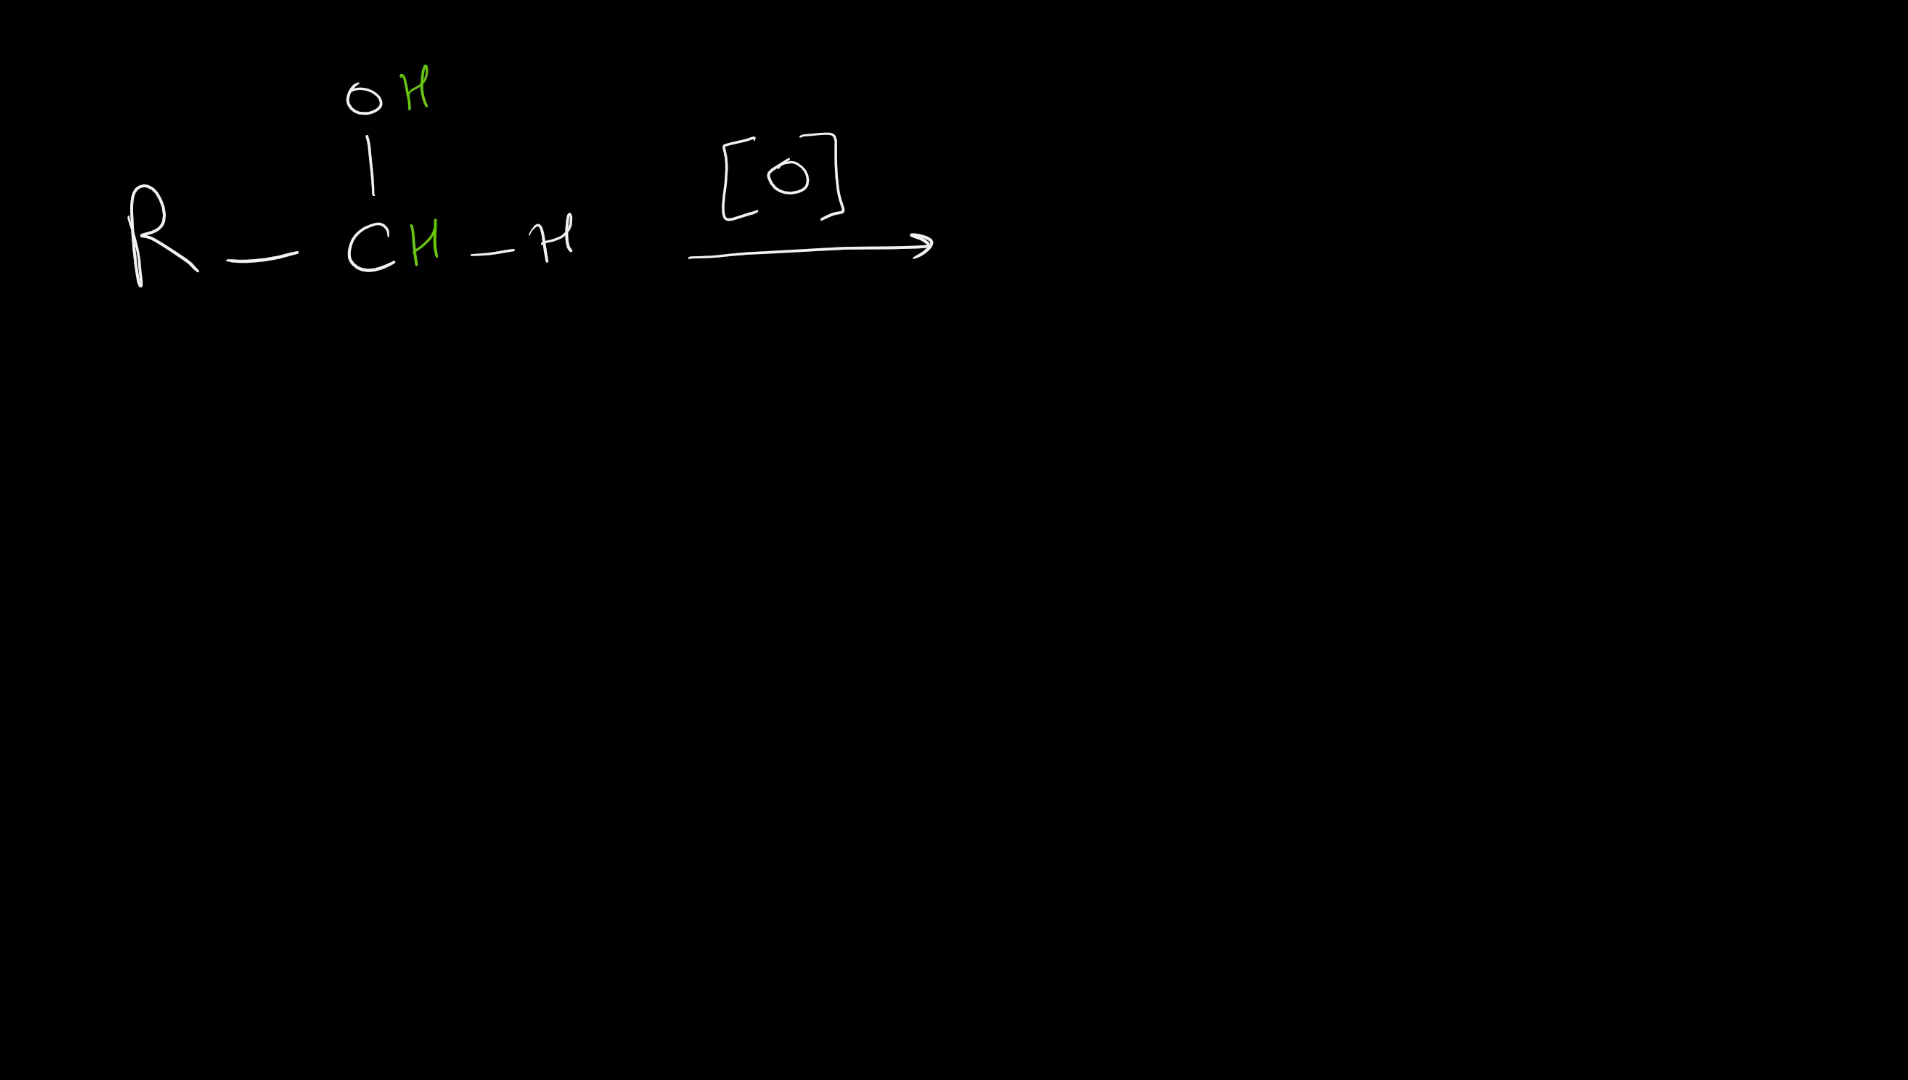 OH
[O]
R — CH — H →